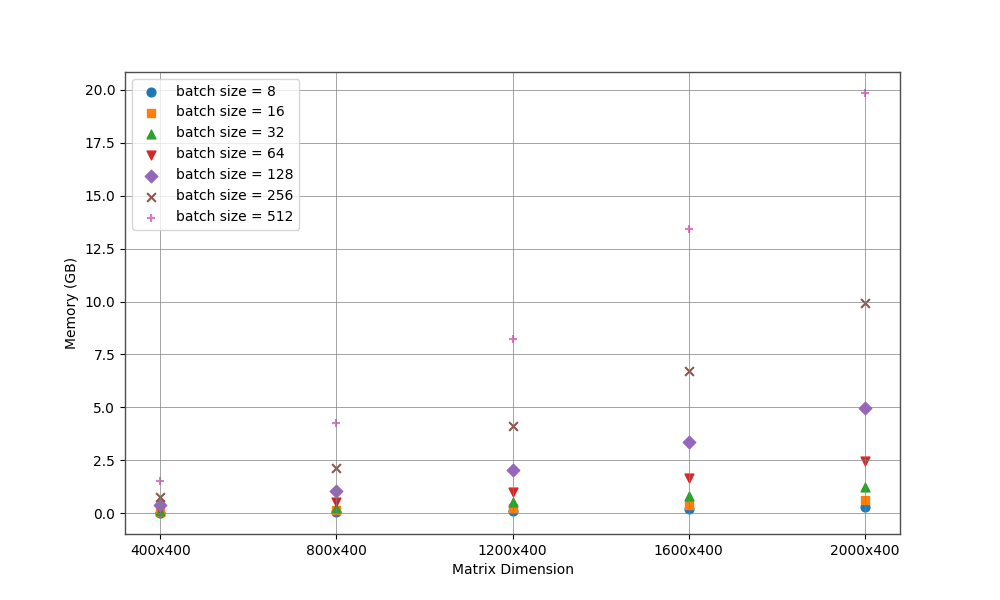 20.0
17.5
15.0
12.5
10.0
7.5
5.0
2.5
0.0
Memory (GB)
batch size = 8
batch size = 16
batch size = 32
batch size = 64
batch size = 128
batch size = 256
batch size = 512
400x400 800x400 1200x400 1600x400 2000x400
Matrix Dimension